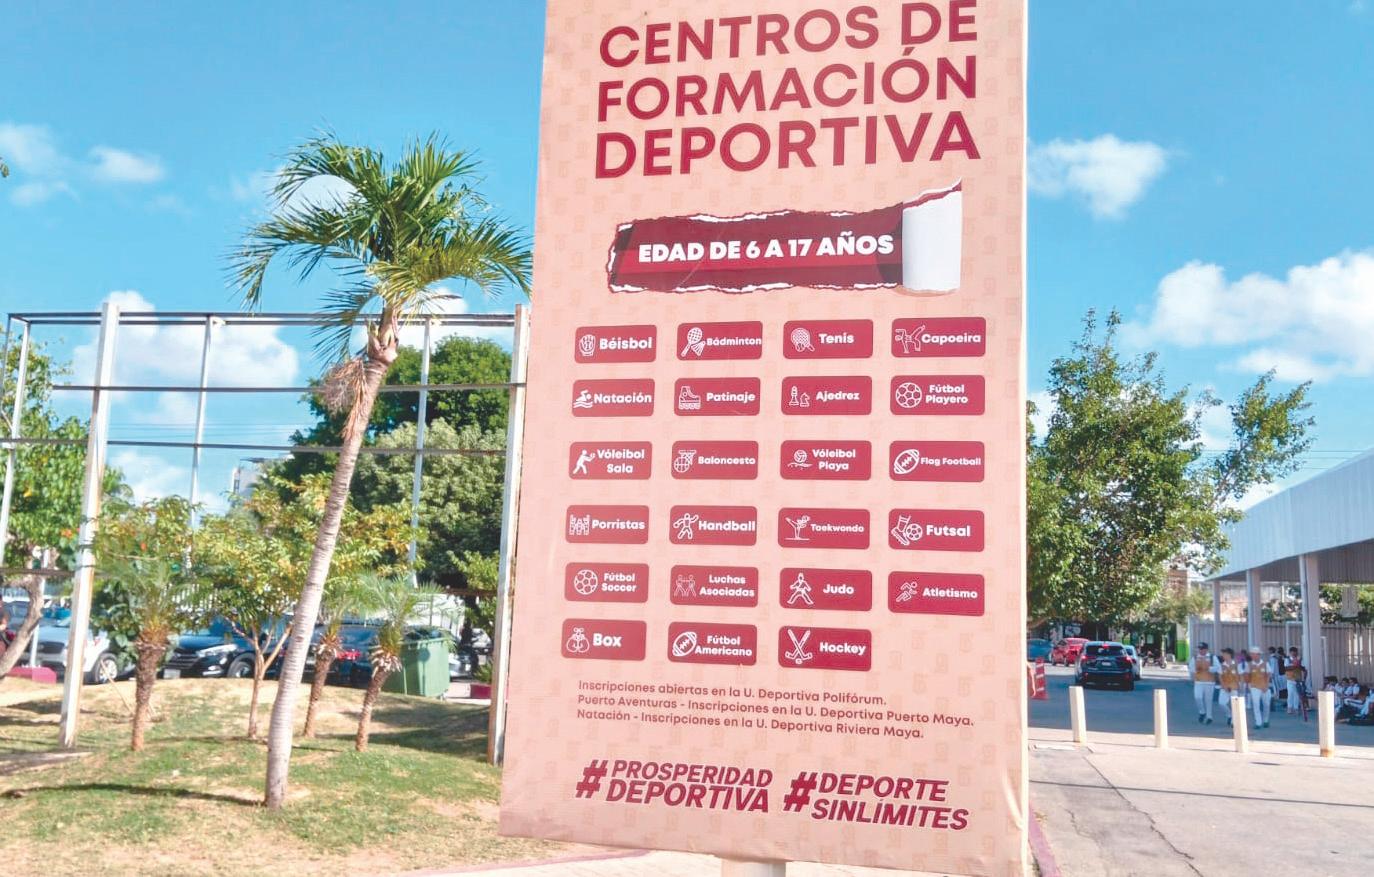 CENTROS DE
FORMACIÓN
DEPORTIVA
EDAD DE 6 A 17 AÑOS
Béisbol
Bádminton
Tenis
Capoeira
Natación
Patinaje
Ajedrez
Fútbol
Playero
Vóleibol
Sala
Baloncesto
Vóleibol
Playa
Flag Football
Porristas
Handball
Taekwondo
Futsal
Fútbol
Soccer
Luchas
Asociadas
Judo
Atletismo
Box
Fútbol
Americano
Hockey
Inscripciones abiertas en la U. Deportiva Polifórum.
Puerto Aventuras - Inscripciones en la U. Deportiva Puerto Maya.
Natación - Inscripciones en la U. Deportiva Riviera Maya.
#PROSPERIDAD
DEPORTIVA
#DEPORTE
SINLÍMITES